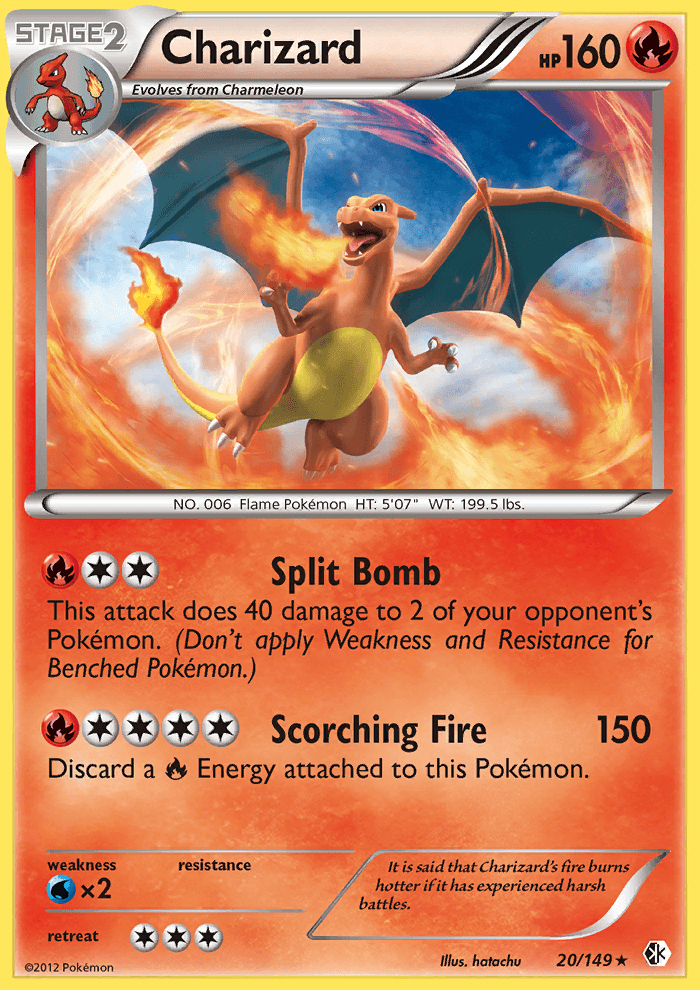 STAGE2
Charizard
HP160
Evolves from Charmeleon
NO. 006 Flame Pokémon HT: 5'07" WT: 199.5 lbs.
Split Bomb
This attack does 40 damage to 2 of your opponent's
Pokémon. (Don't apply Weakness and Resistance for
Benched Pokémon.)
Scorching Fire 150
Discard a Energy attached to this Pokémon.
weakness resistance
×2
It is said that Charizard's fire burns
hotter if it has experienced harsh
battles.
retreat
©2012 Pokémon
Illus. hatachu 20/149 ★